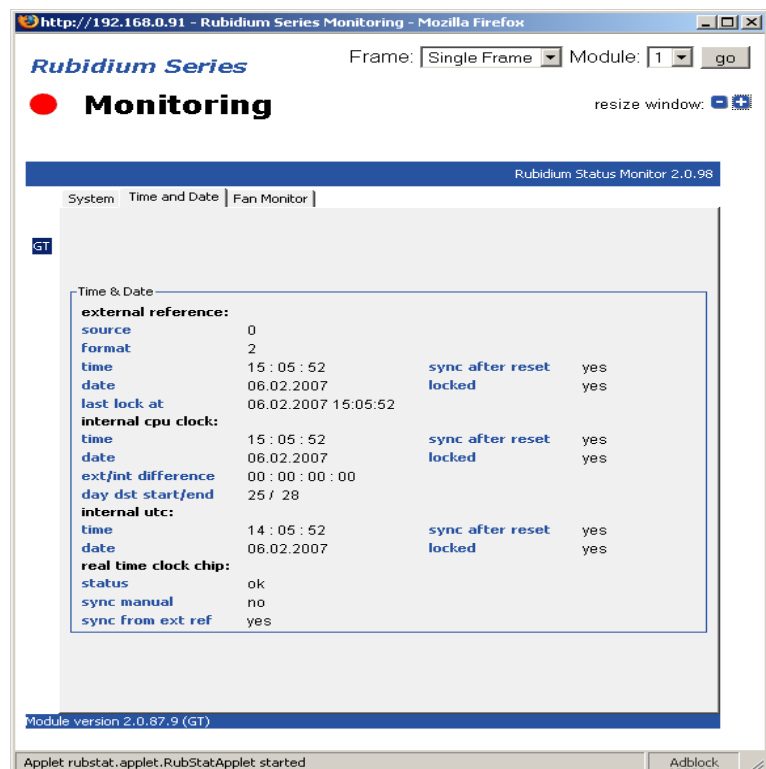 http://192.168.0.91 - Rubidium Series Monitoring - Mozilla Firefox
Rubidium Series Frame: Single Frame Module: 1 go
Monitoring resize window:
Rubidium Status Monitor 2.0.98
System Time and Date Fan Monitor
GT
Time & Date
external reference:
source 0
format 2
time 15 : 05 : 52 sync after reset yes
date 06.02.2007 locked yes
last lock at 06.02.2007 15:05:52
internal cpu clock:
time 15 : 05 : 52 sync after reset yes
date 06.02.2007 locked yes
ext/int difference 00 : 00 : 00 : 00
day dst start/end 25 / 28
internal utc:
time 14 : 05 : 52 sync after reset yes
date 06.02.2007 locked yes
real time clock chip:
status ok
sync manual no
sync from ext ref yes
Module version 2.0.87.9 (GT)
Applet rubstat.applet.RubStatApplet started Adblock